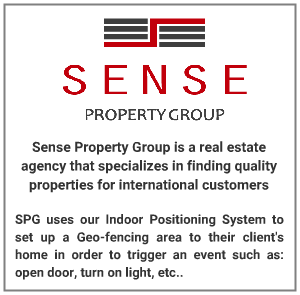 SENSE
PROPERTY GROUP
Sense Property Group is a real estate
agency that specializes in finding quality
properties for international customers
SPG uses our Indoor Positioning System to
set up a Geo-fencing area to their client's
home in order to trigger an event such as:
open door, turn on light, etc..